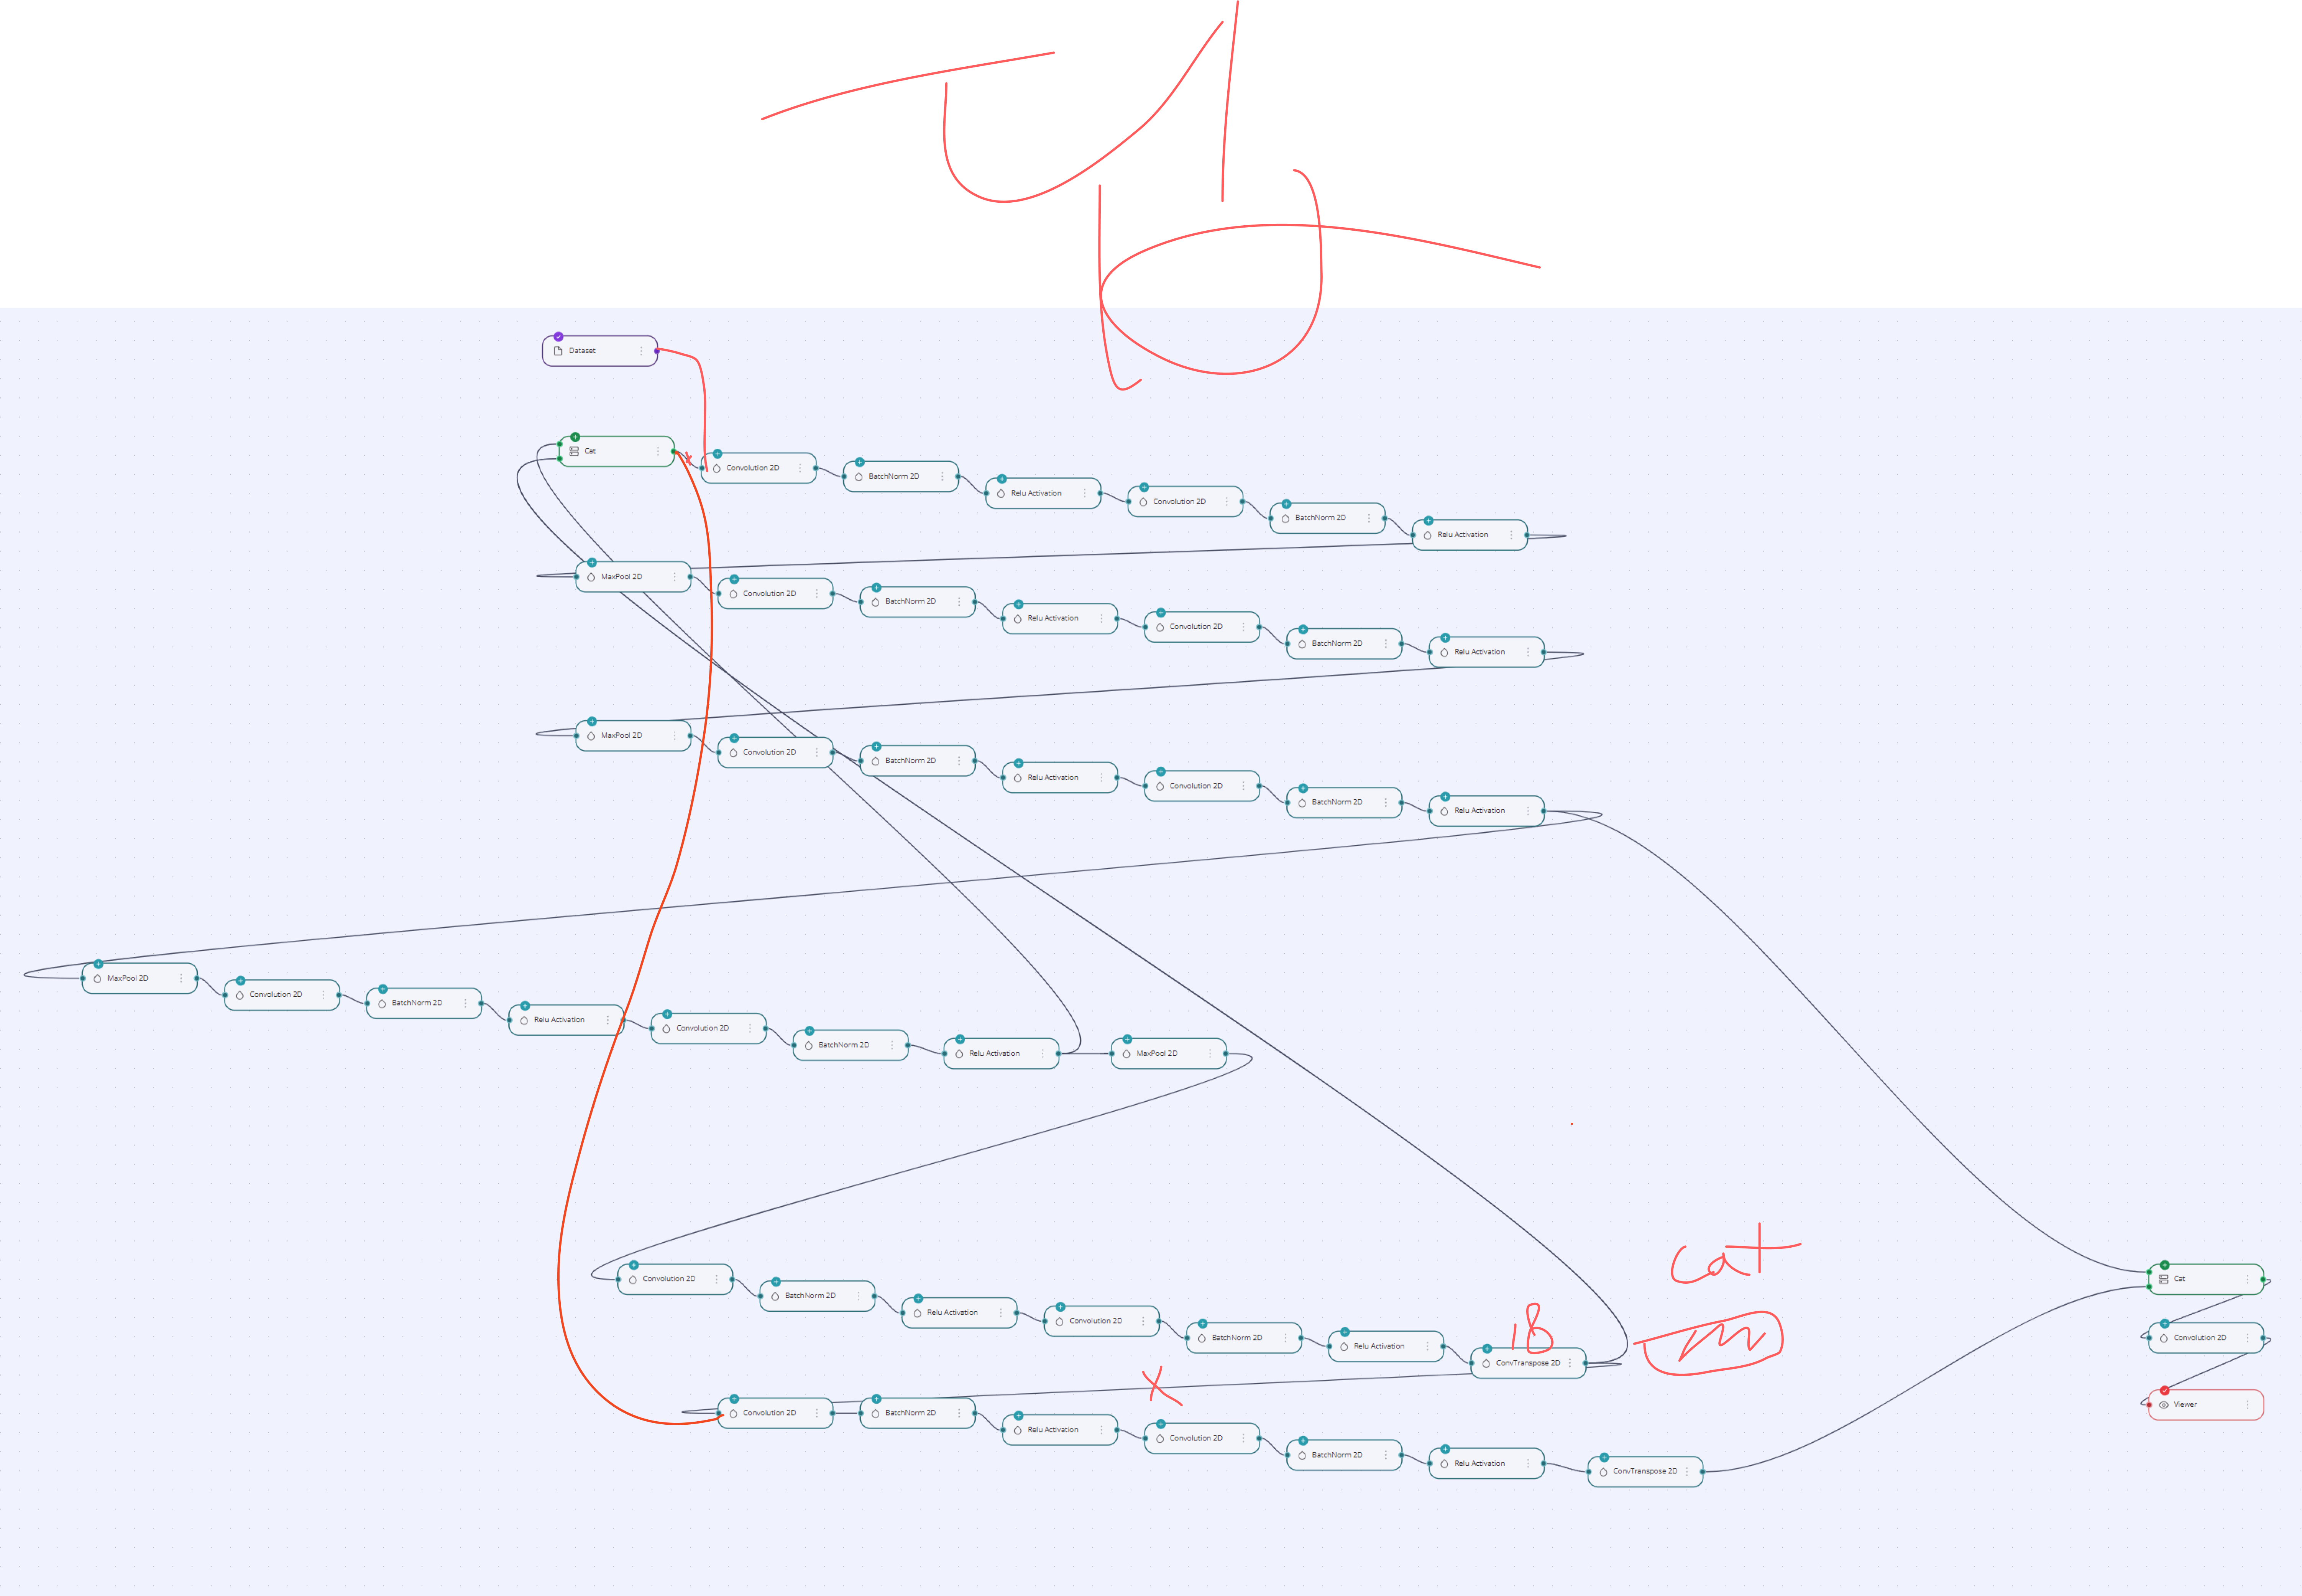 Dataset
Cat
Convolution 2D
BatchNorm 2D
Relu Activation
Convolution 2D
BatchNorm 2D
Relu Activation
MaxPool 2D
Convolution 2D
BatchNorm 2D
Relu Activation
Convolution 2D
BatchNorm 2D
Relu Activation
MaxPool 2D
Convolution 2D
BatchNorm 2D
Relu Activation
Convolution 2D
BatchNorm 2D
Relu Activation
MaxPool 2D
Convolution 2D
BatchNorm 2D
Relu Activation
Convolution 2D
BatchNorm 2D
Relu Activation
MaxPool 2D
cat
Convolution 2D
BatchNorm 2D
Relu Activation
Convolution 2D
BatchNorm 2D
Relu Activation
ConvTranspose 2D
Convolution 2D
BatchNorm 2D
Relu Activation
Convolution 2D
BatchNorm 2D
Relu Activation
ConvTranspose 2D
Cat
Convolution 2D
Viewer